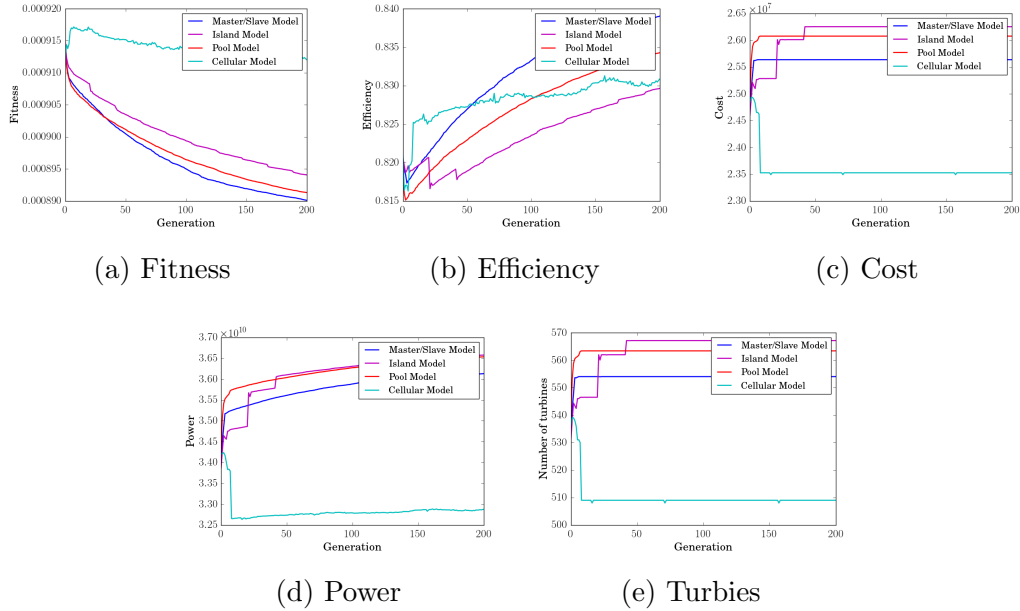 0.000920
0.000915
0.000910
0.000905
0.000900
0.000895
0.000890
Fitness
0 50 100 150 200
Generation
Master/Slave Model
Island Model
Pool Model
Cellular Model
(a) Fitness
0.840
0.835
0.830
0.825
0.820
0.815
Efficiency
0 50 100 150 200
Generation
Master/Slave Model
Island Model
Pool Model
Cellular Model
(b) Efficiency
1e7
2.65
2.60
2.55
2.50
2.45
2.40
2.35
2.30
Cost
0 50 100 150 200
Generation
Master/Slave Model
Island Model
Pool Model
Cellular Model
(c) Cost
1e10
3.70
3.65
3.60
3.55
3.50
3.45
3.40
3.35
3.30
3.25
Power
0 50 100 150 200
Generation
Master/Slave Model
Island Model
Pool Model
Cellular Model
(d) Power
570
560
550
540
530
520
510
500
Number of turbines
0 50 100 150 200
Generation
Master/Slave Model
Island Model
Pool Model
Cellular Model
(e) Turbies